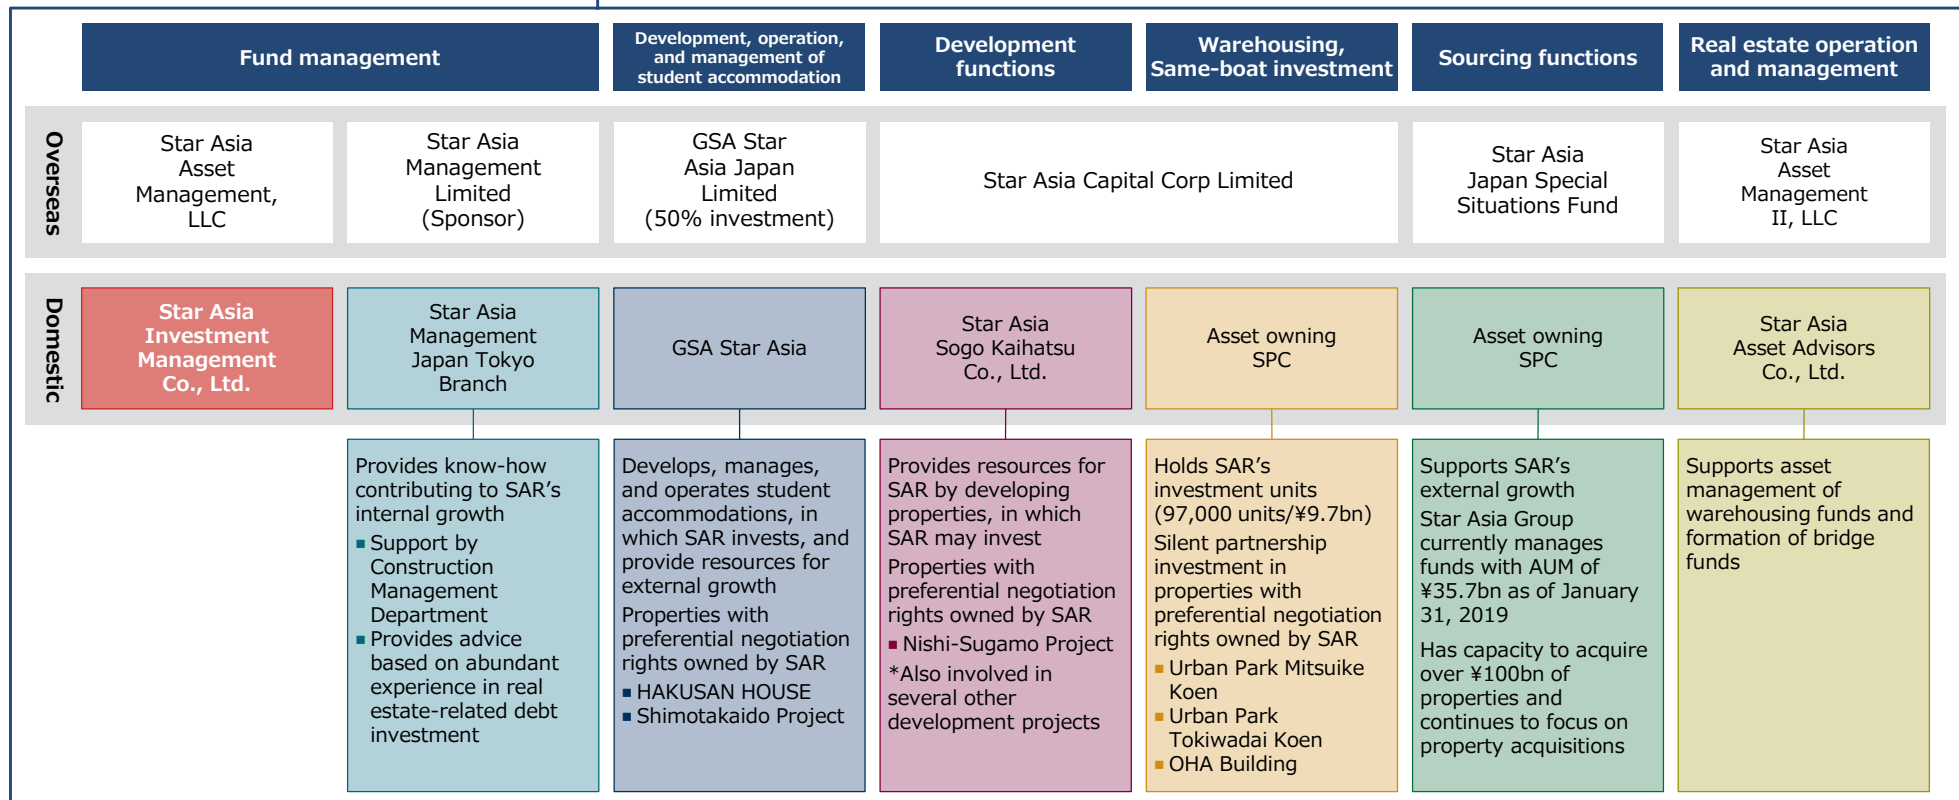 Fund management
Development, operation,
and management of
student accommodation
Development
functions
Warehousing,
Same-boat investment
Sourcing functions
Real estate operation
and management
Overseas
Star Asia
Asset
Management,
LLC
Star Asia
Management
Limited
(Sponsor)
GSA Star
Asia Japan
Limited
(50% investment)
Star Asia Capital Corp Limited
Star Asia
Japan Special
Situations Fund
Star Asia
Asset
Management
II, LLC
Domestic
Star Asia
Investment
Management
Co., Ltd.
Star Asia
Management
Japan Tokyo
Branch
GSA Star Asia
Star Asia
Sogo Kaihatsu
Co., Ltd.
Asset owning
SPC
Asset owning
SPC
Star Asia
Asset Advisors
Co., Ltd.
Provides know-how
contributing to SAR's
internal growth
■ Support by
Construction
Management
Department
■ Provides advice
based on abundant
experience in real
estate-related debt
investment
Develops, manages,
and operates student
accommodations, in
which SAR invests, and
provide resources for
external growth
Properties with
preferential negotiation
rights owned by SAR
■ HAKUSAN HOUSE
■ Shimotakaido Project
Provides resources for
SAR by developing
properties, in which
SAR may invest
Properties with
preferential negotiation
rights owned by SAR
■ Nishi-Sugamo Project
*Also involved in
several other
development projects
Holds SAR's
investment units
(97,000 units/¥9.7bn)
Silent partnership
investment in
properties with
preferential negotiation
rights owned by SAR
■ Urban Park Mitsuike
Koen
■ Urban Park
Tokiwadai Koen
■ OHA Building
Supports SAR's
external growth
Star Asia Group
currently manages
funds with AUM of
¥35.7bn as of January
31, 2019
Has capacity to acquire
over ¥100bn of
properties and
continues to focus on
property acquisitions
Supports asset
management of
warehousing funds and
formation of bridge
funds